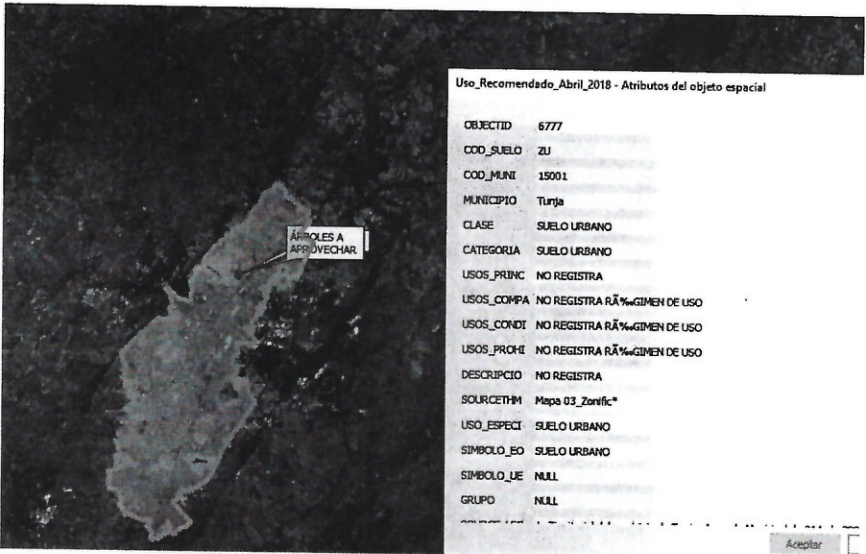 ÁRBOLES A
APROVECHAR
Uso_Recomendado_Abril_2018 - Atributos del objeto espacial
OBJECTID 6777
COD_SUELO ZU
COD_MUNI 15001
MUNICIPIO Tunja
CLASE SUELO URBANO
CATEGORIA SUELO URBANO
USOS_PRINC NO REGISTRA
USOS_COMPA NO REGISTRA RÃ‰GIMEN DE USO
USOS_CONDI NO REGISTRA RÃ‰GIMEN DE USO
USOS_PROHI NO REGISTRA RÃ‰GIMEN DE USO
DESCRIPCIO NO REGISTRA
SOURCETHM Mapa 03_Zonific*
USO_ESPECI SUELO URBANO
SIMBOLO_EO SUELO URBANO
SIMBOLO_UE NULL
GRUPO NULL
Aceptar